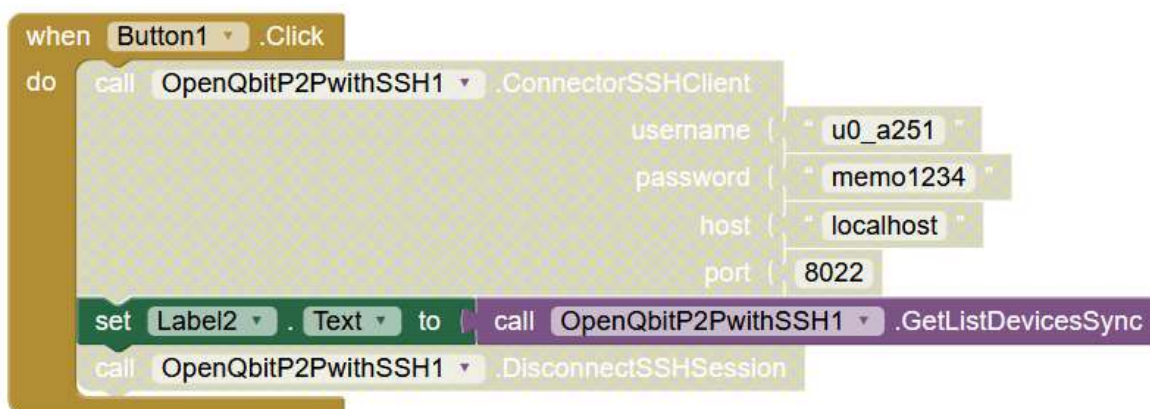 when Button1 .Click
do call OpenQbitP2PwithSSH1 .ConnectorSSHClient
username " u0_a251 "
password " memo1234 "
host " localhost "
port 8022
set Label2 . Text to call OpenQbitP2PwithSSH1 .GetListDevicesSync
call OpenQbitP2PwithSSH1 .DisconnectSSHSession